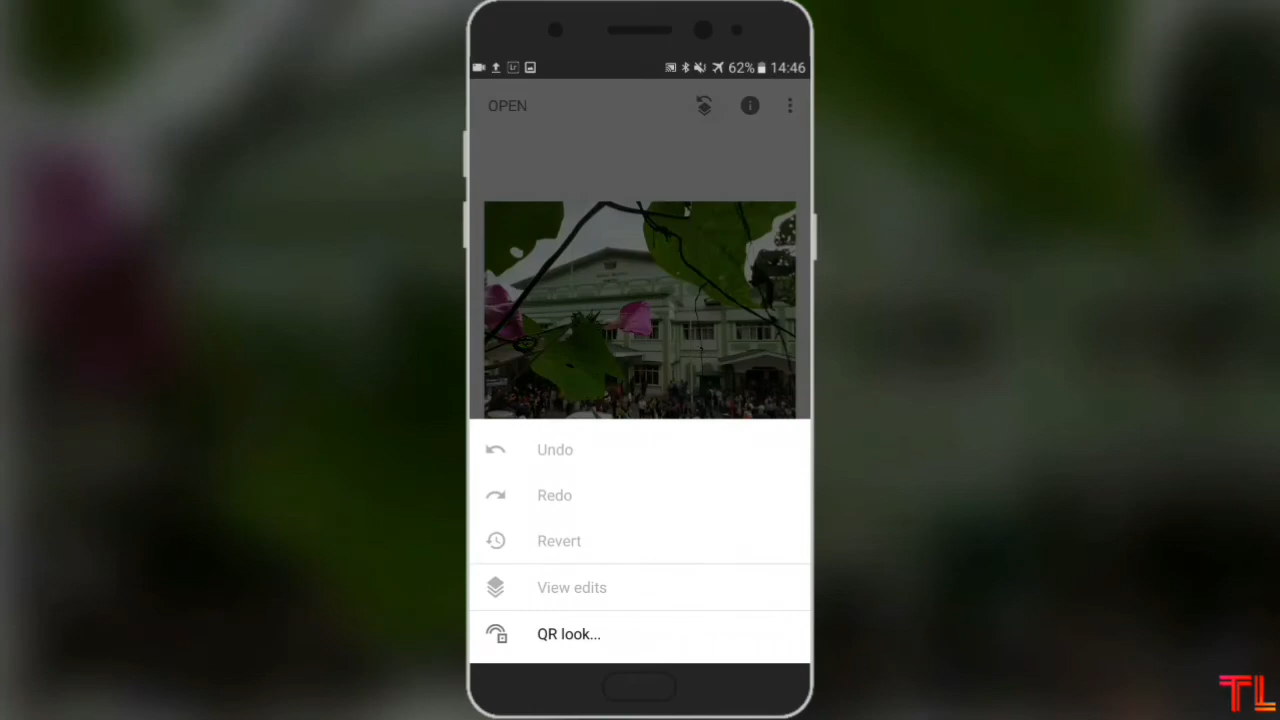 62% 14:46
OPEN
Undo
Redo
Revert
View edits
QR look...
TL